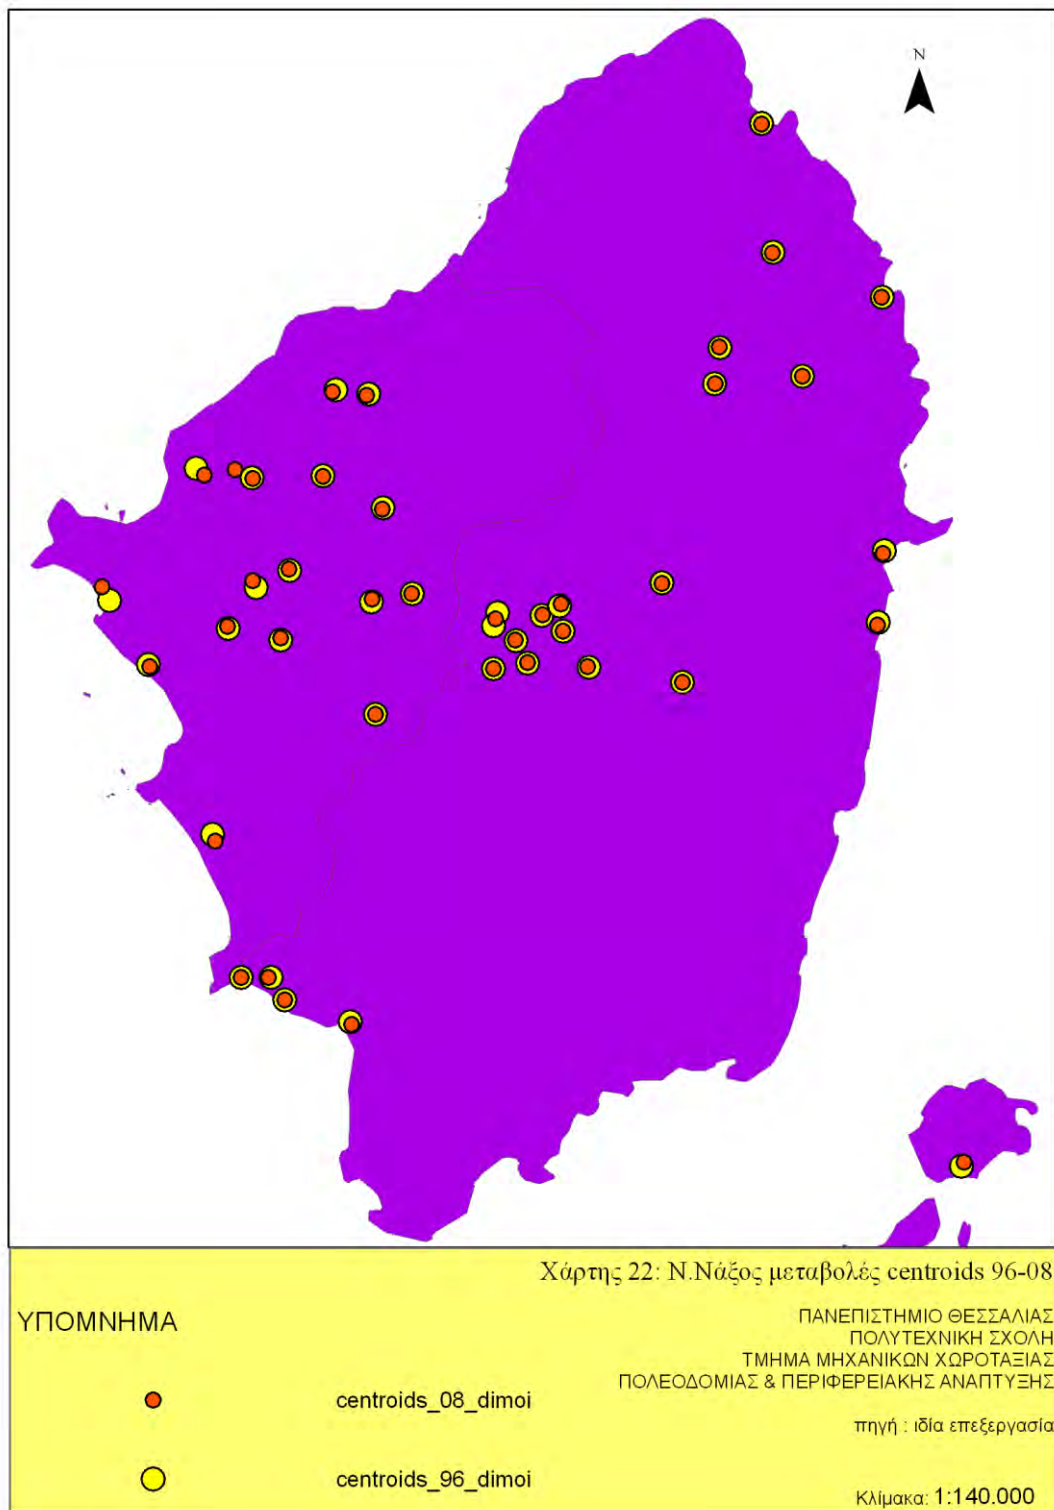 N
Χάρτης 22: Ν.Νάξος μεταβολές centroids 96-08
ΥΠΟΜΝΗΜΑ
ΠΑΝΕΠΙΣΤΗΜΙΟ ΘΕΣΣΑΛΙΑΣ
ΠΟΛΥΤΕΧΝΙΚΗ ΣΧΟΛΗ
ΤΜΗΜΑ ΜΗΧΑΝΙΚΩΝ ΧΩΡΟΤΑΞΙΑΣ
ΠΟΛΕΟΔΟΜΙΑΣ & ΠΕΡΙΦΕΡΕΙΑΚΗΣ ΑΝΑΠΤΥΞΗΣ
centroids_08_dimoi
πηγή : ιδία επεξεργασία
centroids_96_dimoi
Κλίμακα: 1:140.000